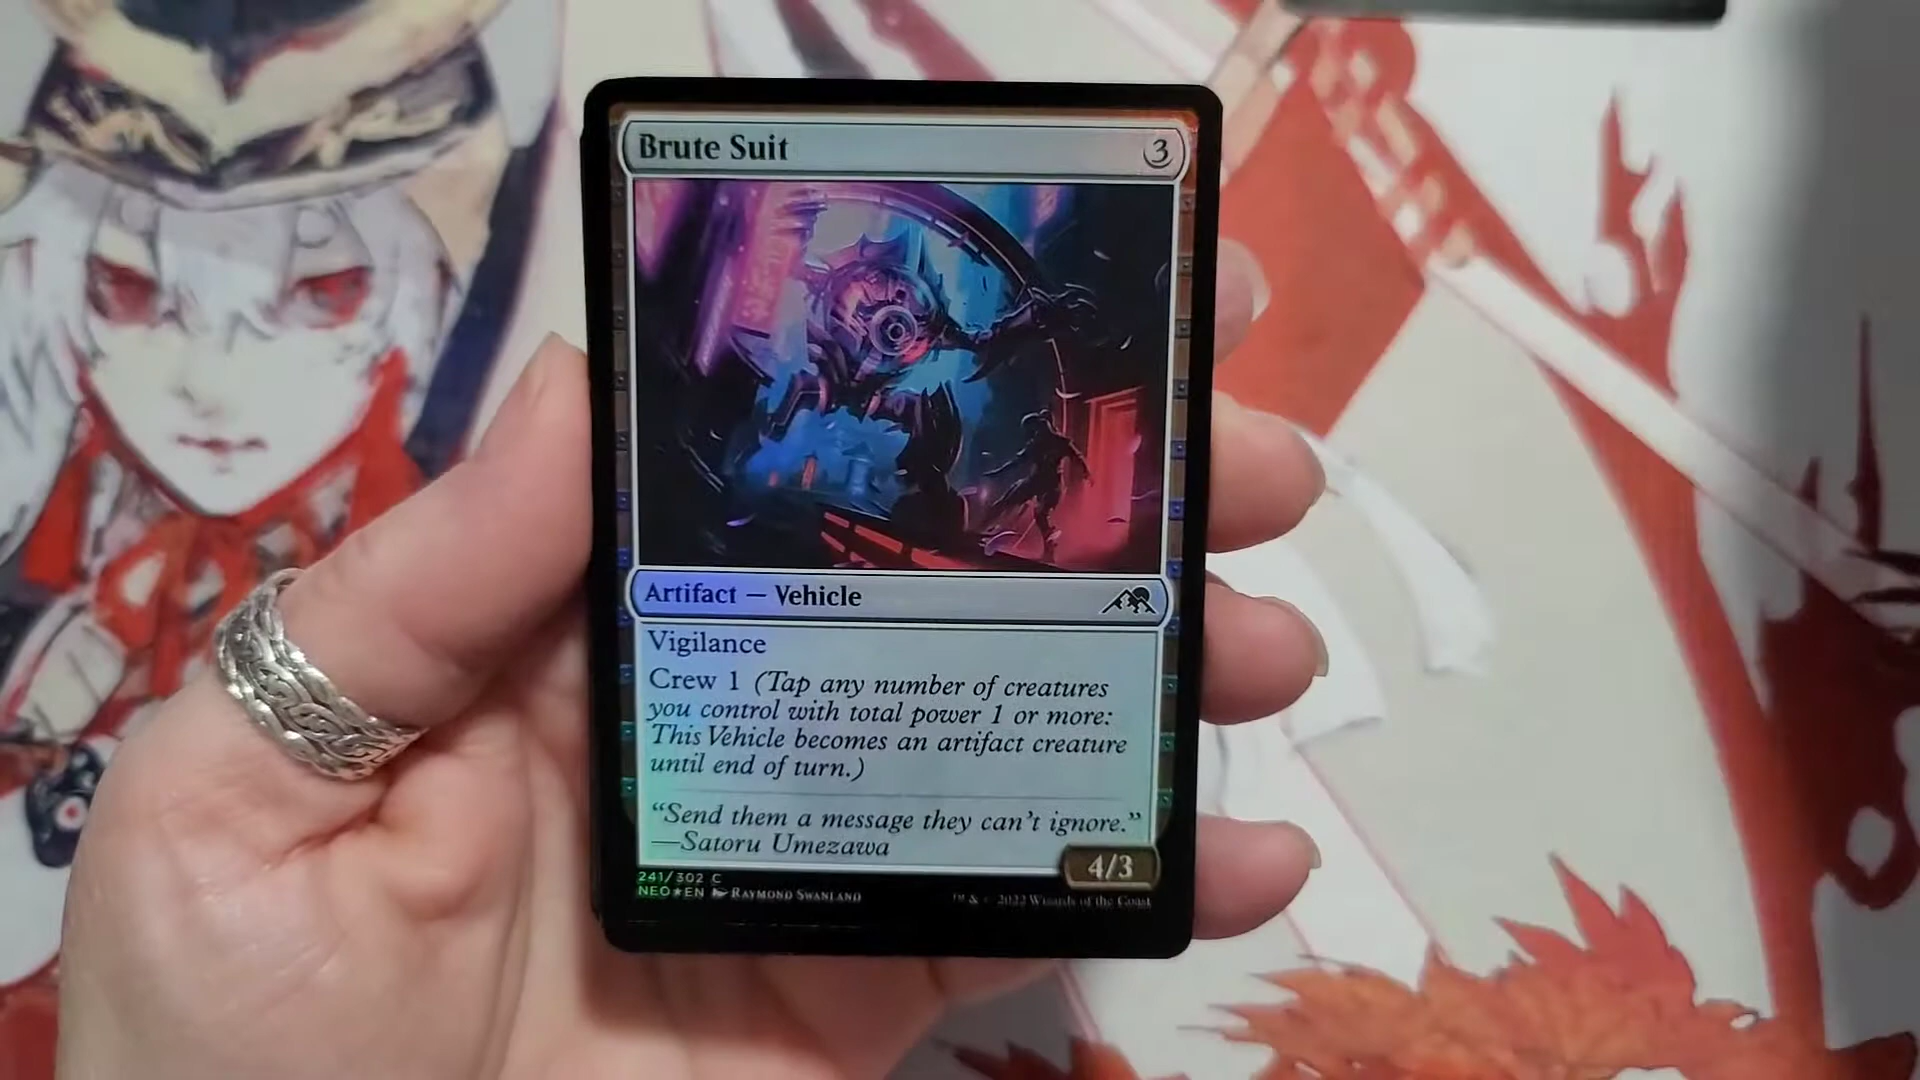 Brute Suit 3
Artifact — Vehicle
Vigilance
Crew 1 (Tap any number of creatures
you control with total power 1 or more:
This Vehicle becomes an artifact creature
until end of turn.)
“Send them a message they can’t ignore.”
—Satoru Umezawa
4/3
241/302 C
NEO★EN Raymond Swanland
™ & © 2022 Wizards of the Coast